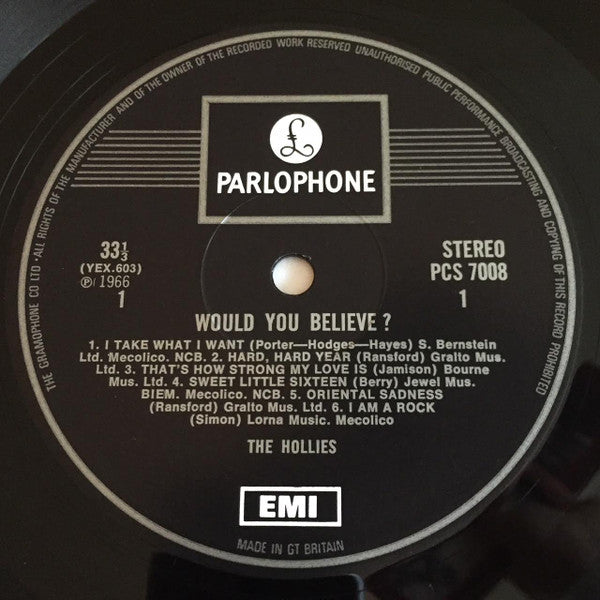 THE GRAMOPHONE CO LTD · ALL RIGHTS OF THE MANUFACTURER AND OF THE OWNER OF THE RECORDED WORK RESERVED UNAUTHORISED PUBLIC PERFORMANCE BROADCASTING AND COPYING OF THIS RECORD PROHIBITED
£
PARLOPHONE
33⅓
(YEX.603)
Ⓟ 1966
1
STEREO
PCS 7008
1
WOULD YOU BELIEVE?
1. I TAKE WHAT I WANT (Porter—Hodges—Hayes) S. Bernstein
Ltd. Mecolico. NCB. 2. HARD, HARD YEAR (Ransford) Gralto Mus.
Ltd. 3. THAT'S HOW STRONG MY LOVE IS (Jamison) Bourne
Mus. Ltd. 4. SWEET LITTLE SIXTEEN (Berry) Jewel Mus.
BIEM. Mecolico. NCB. 5. ORIENTAL SADNESS
(Ransford) Gralto Mus. Ltd. 6. I AM A ROCK
(Simon) Lorna Music. Mecolico
THE HOLLIES
EMI
MADE IN GT BRITAIN